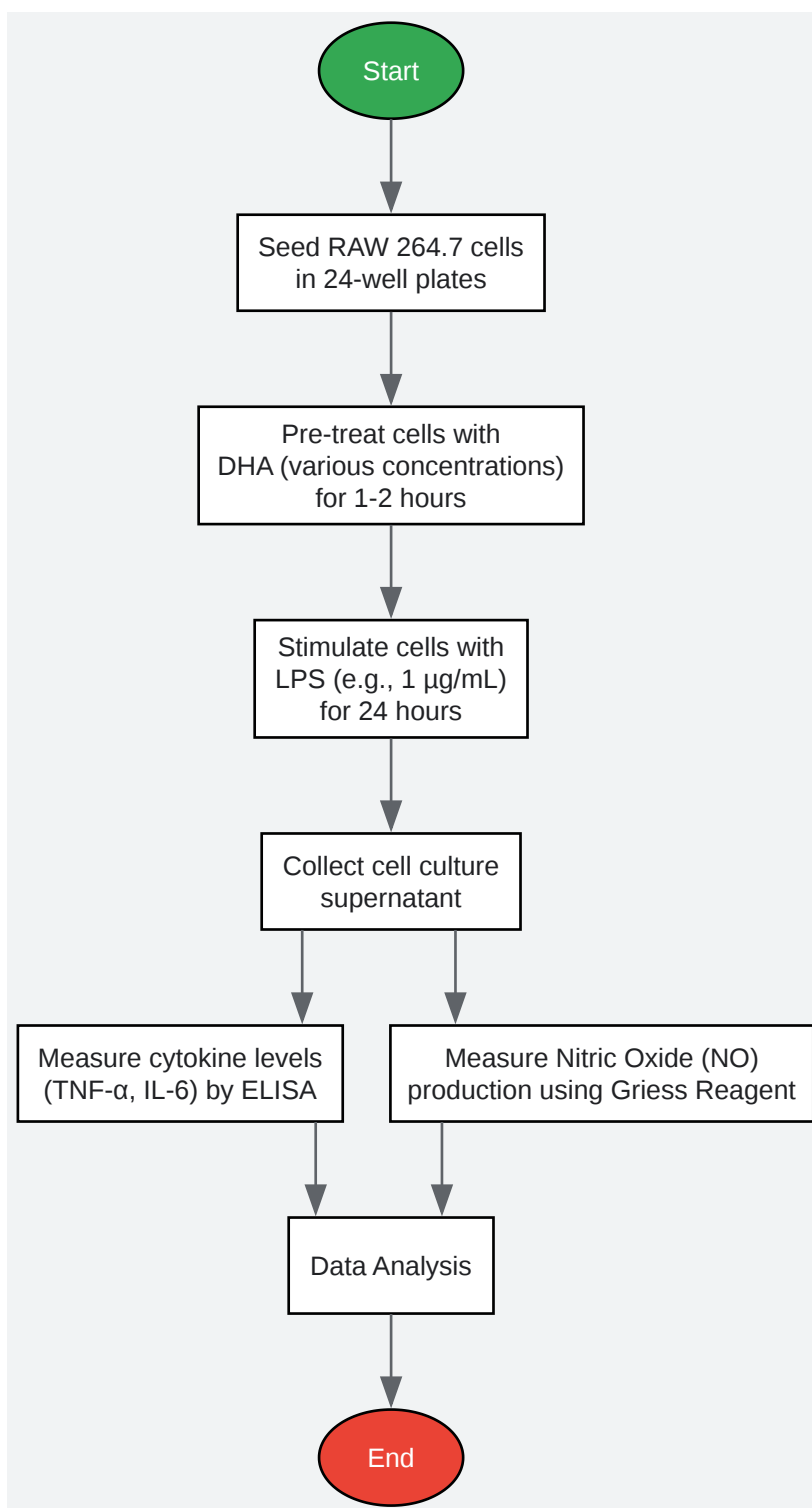 Start
Seed RAW 264.7 cells
in 24-well plates
Pre-treat cells with
DHA (various concentrations)
for 1-2 hours
Stimulate cells with
LPS (e.g., 1 µg/mL)
for 24 hours
Collect cell culture
supernatant
Measure cytokine levels
(TNF-α, IL-6) by ELISA
Measure Nitric Oxide (NO)
production using Griess Reagent
Data Analysis
End